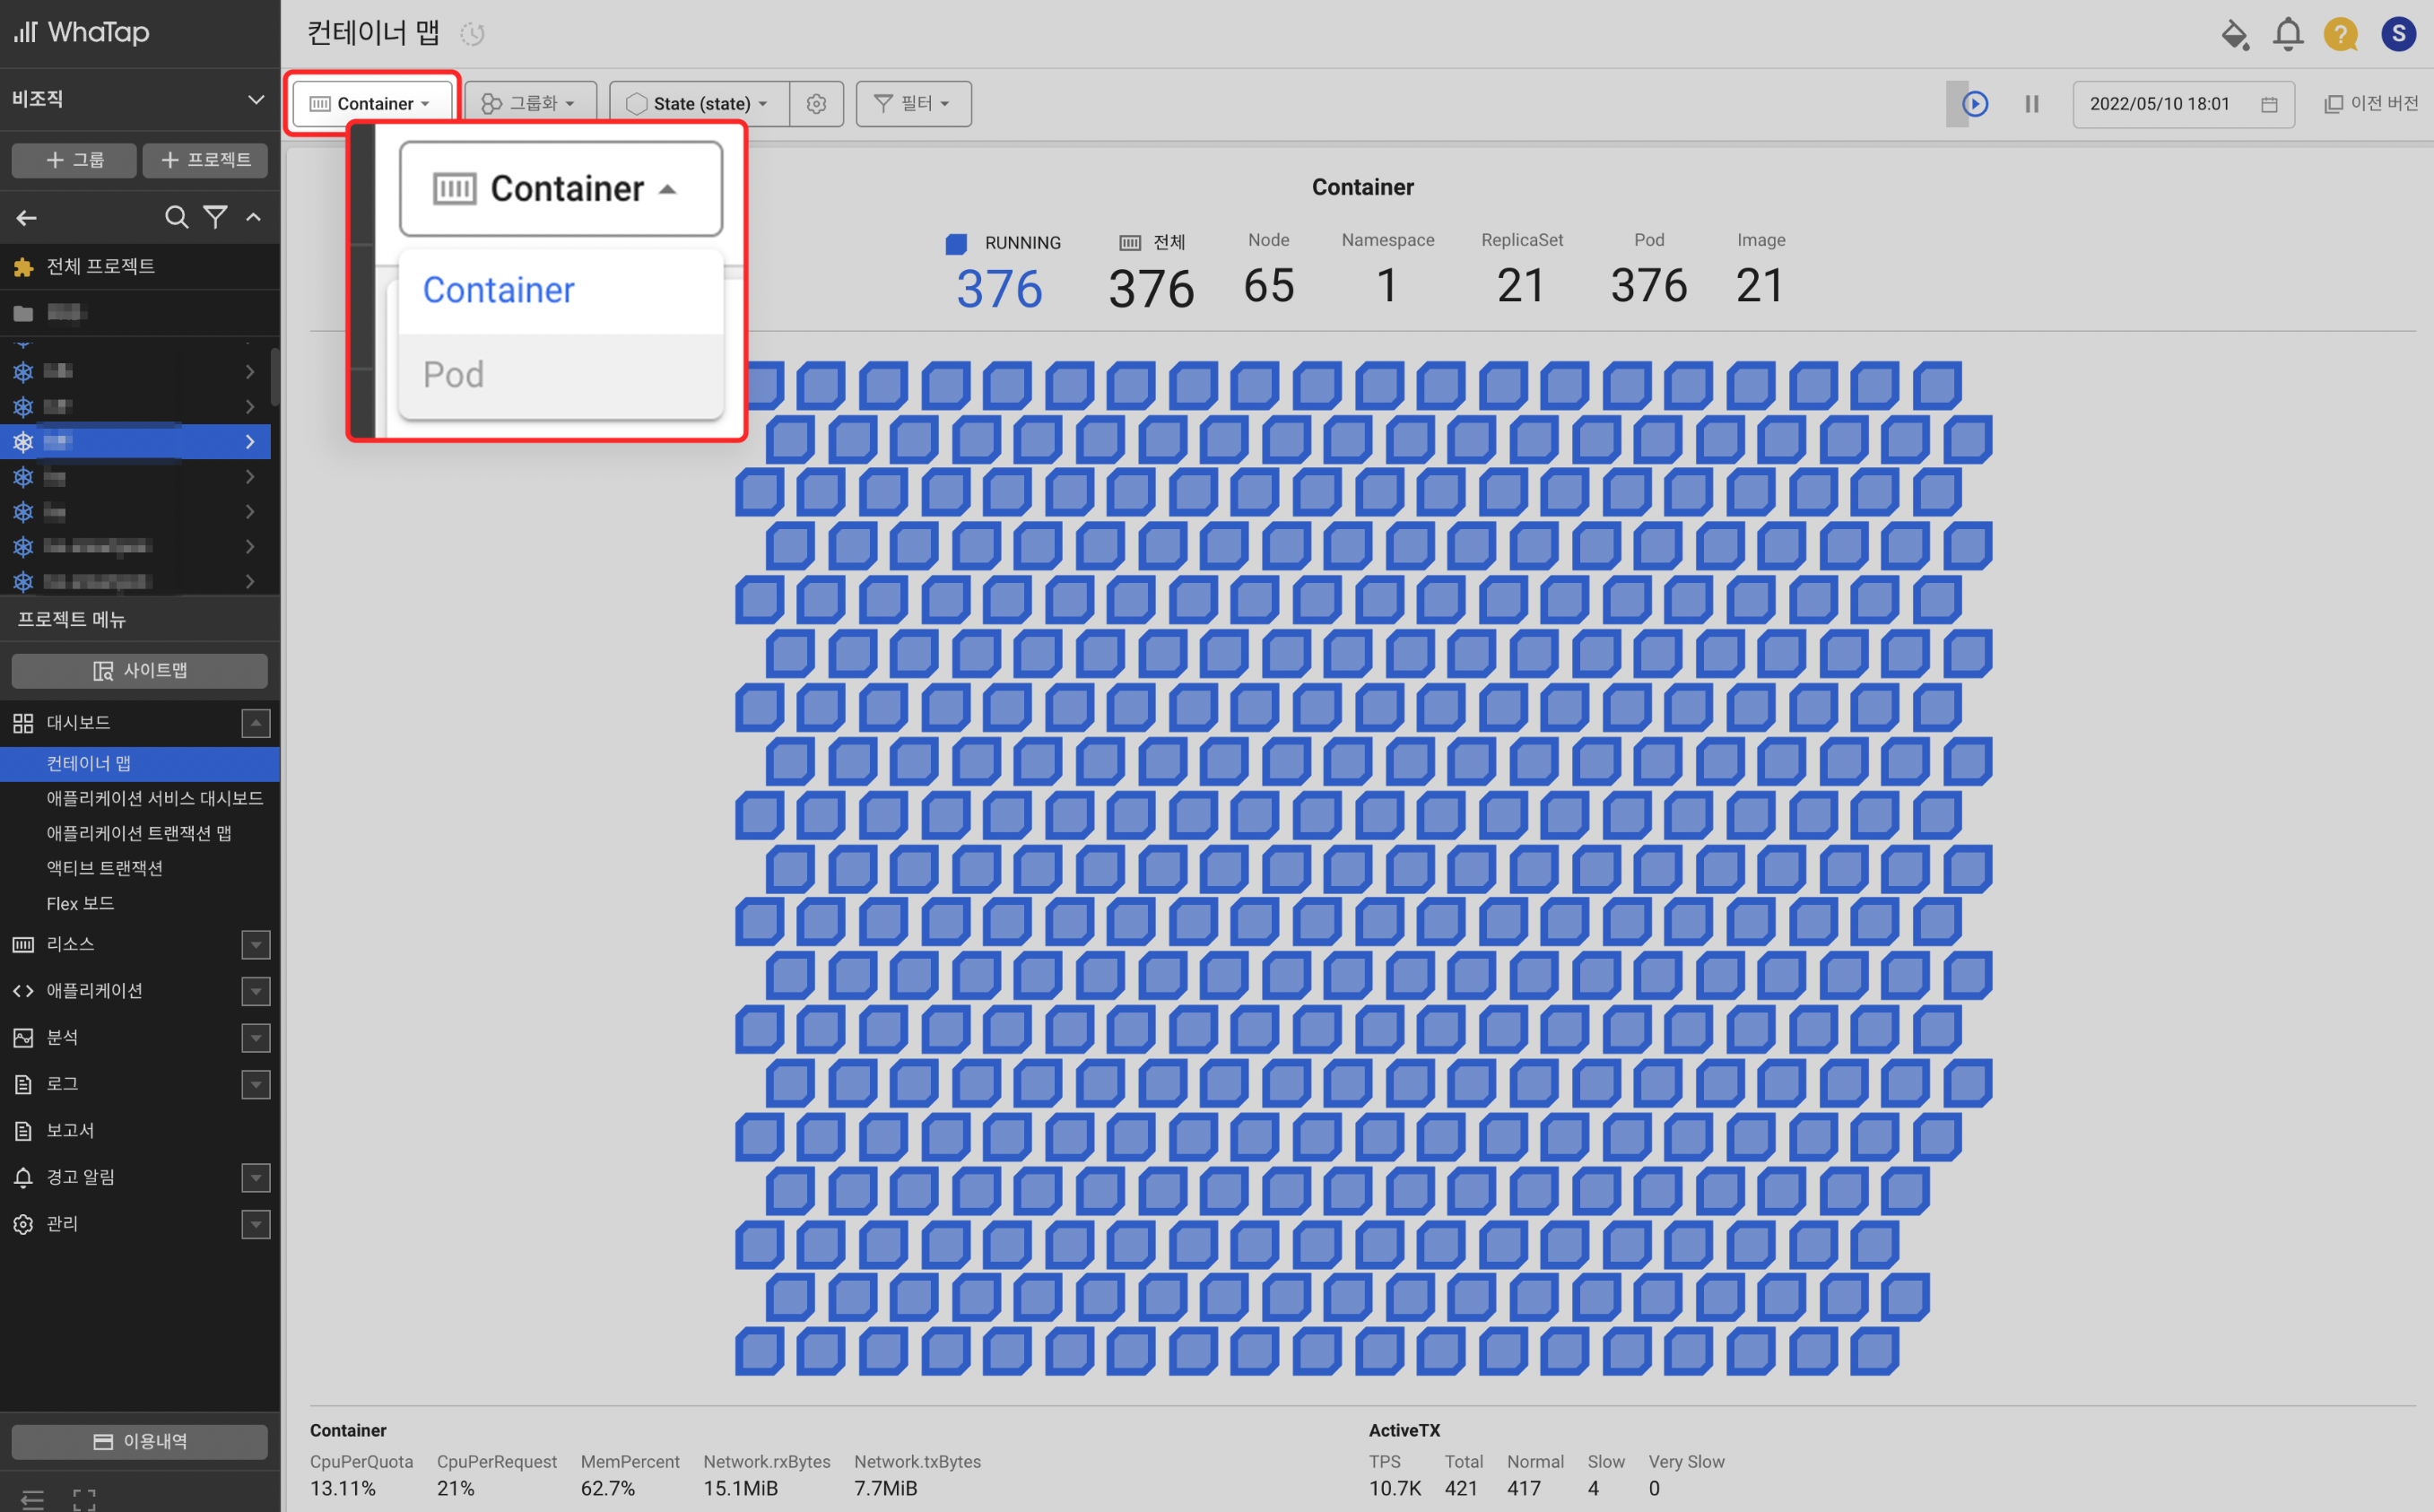 WhaTap
컨테이너 맵
S
비조직
Container
그룹화
State (state)
필터
2022/05/10 18:01
이전 버전
그룹
프로젝트
Container
Container
Pod
Container
RUNNING
376
전체
376
Node
65
Namespace
1
ReplicaSet
21
Pod
376
Image
21
전체 프로젝트
프로젝트 메뉴
사이트맵
대시보드
컨테이너 맵
애플리케이션 서비스 대시보드
애플리케이션 트랜잭션 맵
액티브 트랜잭션
Flex 보드
리소스
애플리케이션
분석
로그
보고서
경고 알림
관리
이용내역
Container
CpuPerQuota CpuPerRequest MemPercent Network.rxBytes Network.txBytes
13.11% 21% 62.7% 15.1MiB 7.7MiB
ActiveTX
TPS Total Normal Slow Very Slow
10.7K 421 417 4 0